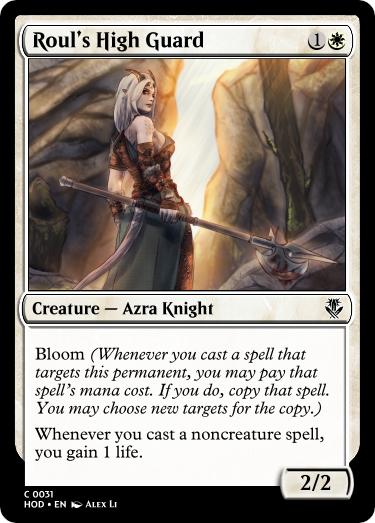 Roul's High Guard 1
Creature — Azra Knight
Bloom (Whenever you cast a spell that
targets this permanent, you may pay that
spell's mana cost. If you do, copy that spell.
You may choose new targets for the copy.)
Whenever you cast a noncreature spell,
you gain 1 life.
2/2
C 0031
HOD • EN Alex Li